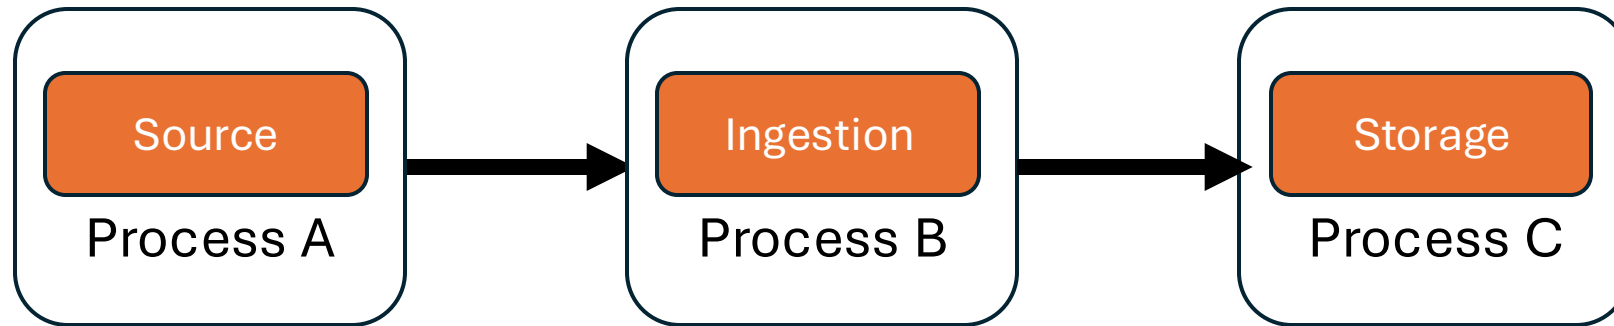 Source
Process A
Ingestion
Process B
Storage
Process C